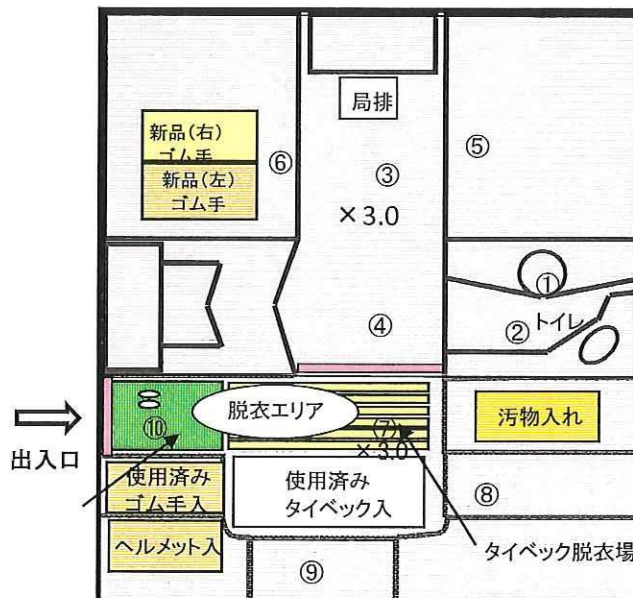 局排
新品(右)
ゴム手
新品(左)
ゴム手
⑥
③
⑤
×3.0
①
④
②
トイレ
出入口
⑩
脱衣エリア
⑦
×3.0
汚物入れ
使用済み
ゴム手入
使用済み
タイベック入
⑧
ヘルメット入
⑨
タイベック脱衣場